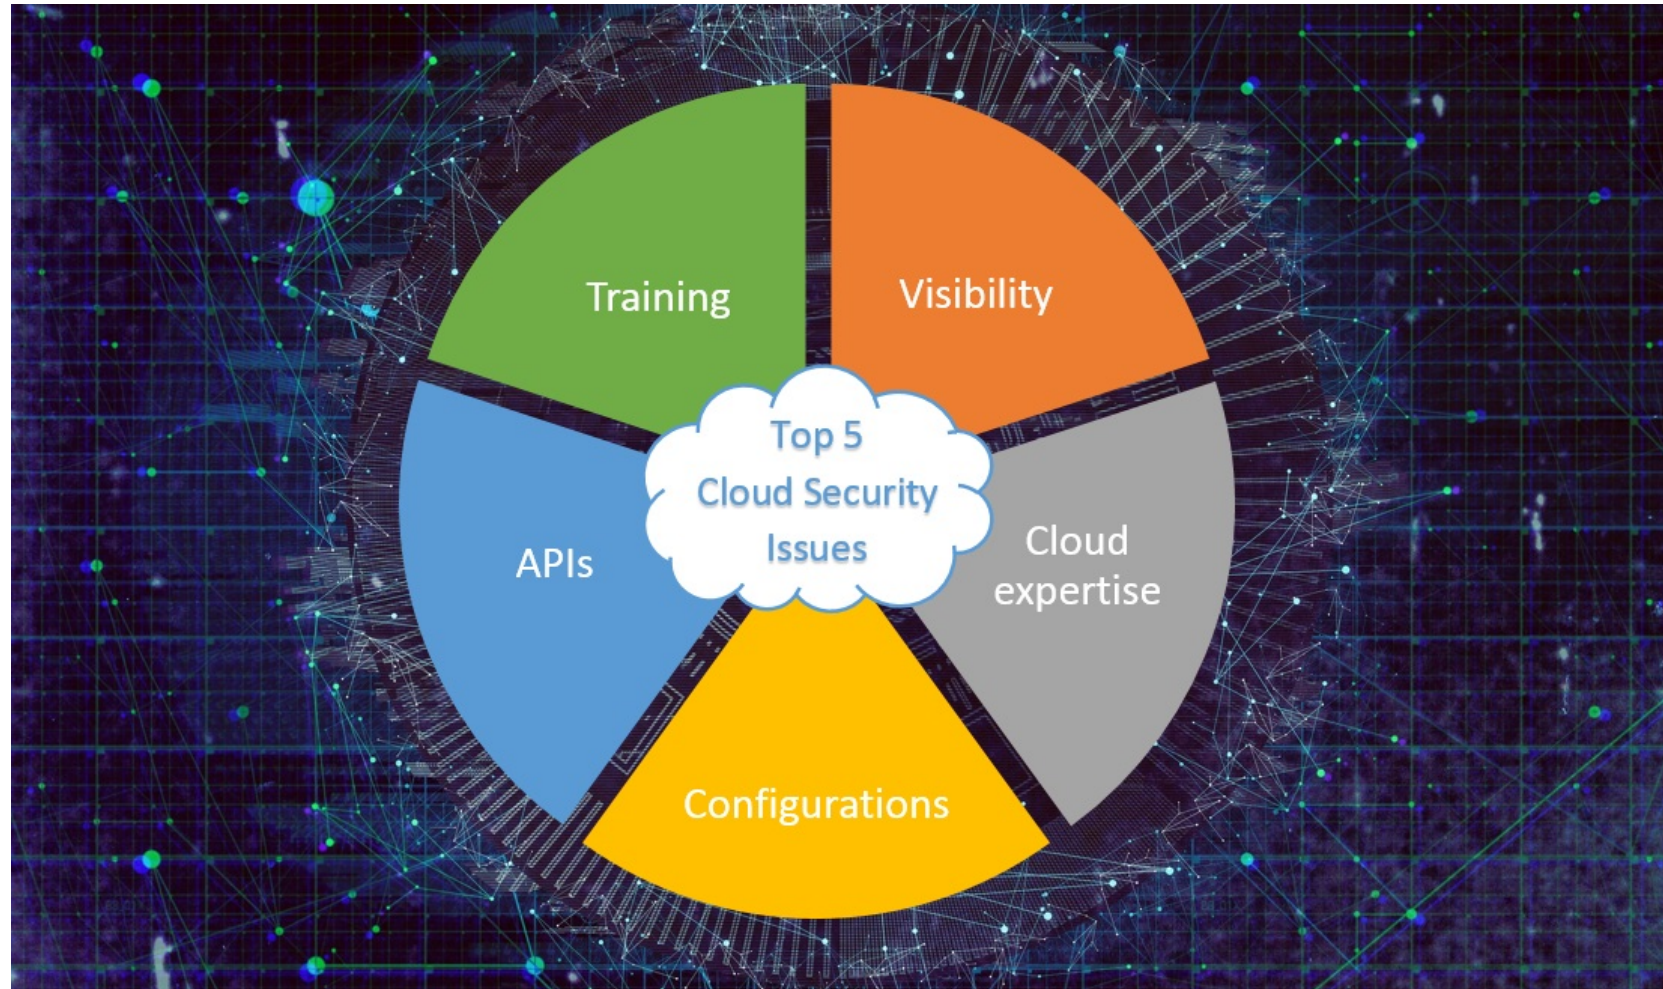 Training
Visibility
Top 5
Cloud Security
Issues
APIs
Cloud
expertise
Configurations